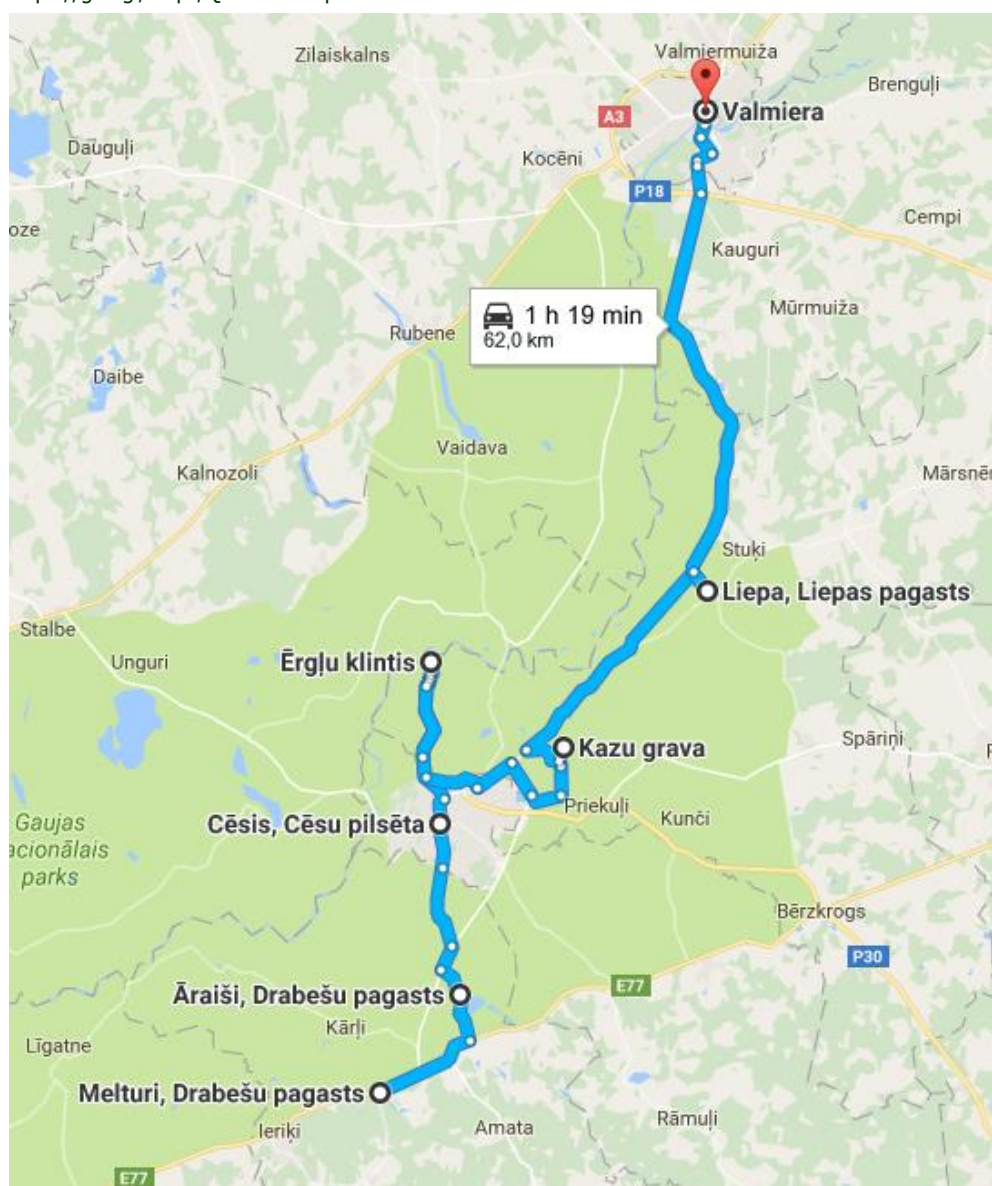 Zilaiskalns
Valmiermuiža
Brenguļi
Valmiera
A3
Dauguļi
Kocēni
P18
Cempi
oze
Kauguri
1 h 19 min
62,0 km
Mūrmuiža
Rubene
Daibe
Vaidava
Kalnozoli
Mārsnē
Stuķi
Liepa, Liepas pagasts
Stalbe
Unguri
Ērgļu klintis
Kazu grava
Spāriņi
Priekuļi
Kunči
Cēsis, Cēsu pilsēta
Gaujas
acionālais
parks
Bērzkrogs
P30
E77
Āraiši, Drabešu pagasts
Kārļi
Līgatne
Melturi, Drabešu pagasts
Ieriķi
Amata
Rāmuļi
E77